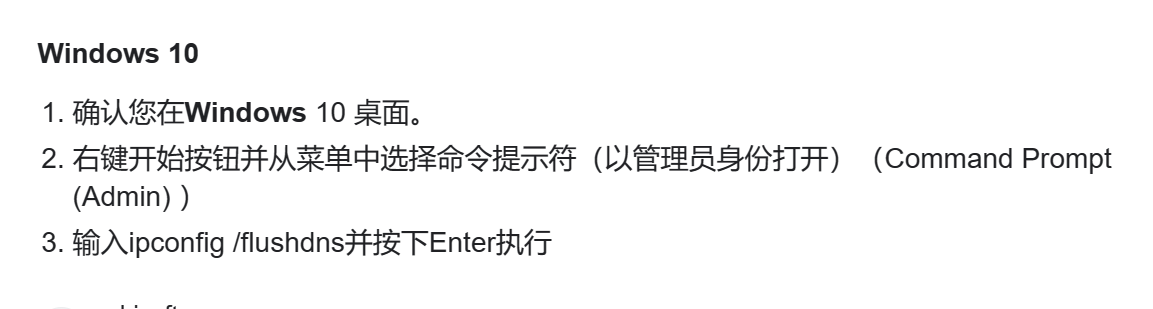 Windows 10
1. 确认您在Windows 10 桌面。
2. 右键开始按钮并从菜单中选择命令提示符（以管理员身份打开）（Command Prompt
(Admin) ）
3. 输入ipconfig /flushdns并按下Enter执行